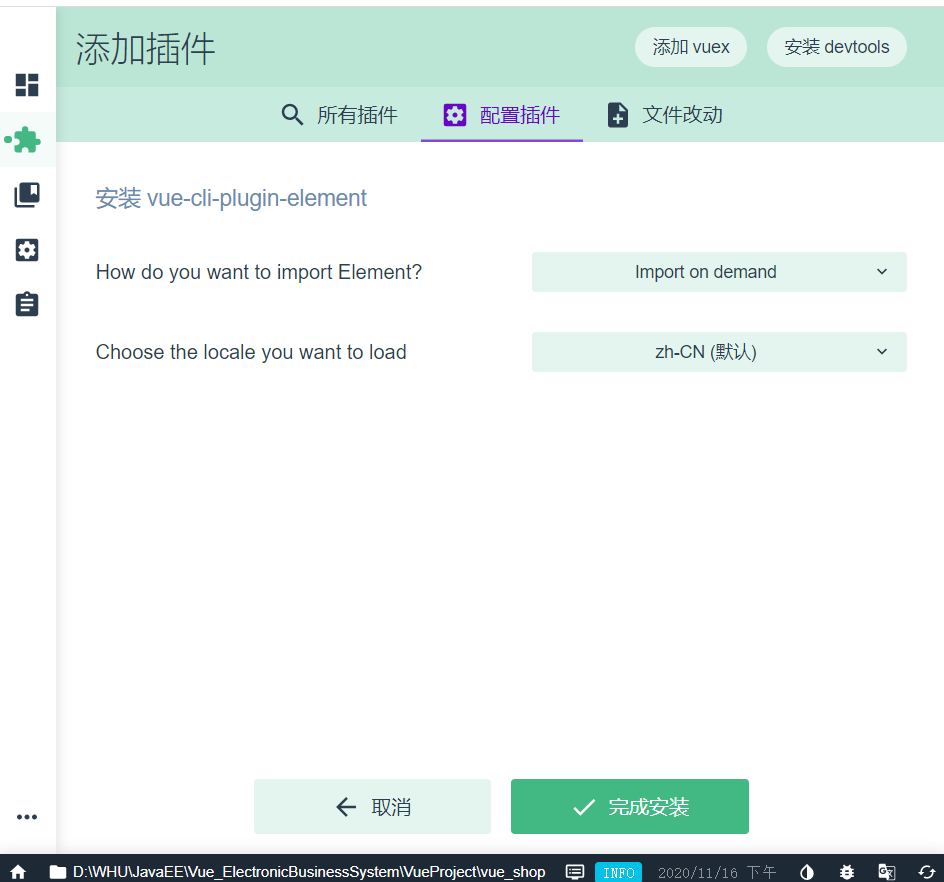 添加插件
添加 vuex
安装 devtools
所有插件
配置插件
文件改动
安装 vue-cli-plugin-element
How do you want to import Element?
Import on demand
Choose the locale you want to load
zh-CN (默认)
取消
完成安装
D:\WHU\JavaEE\Vue_ElectronicBusinessSystem\VueProject\vue_shop
INFO
2020/11/16 下午